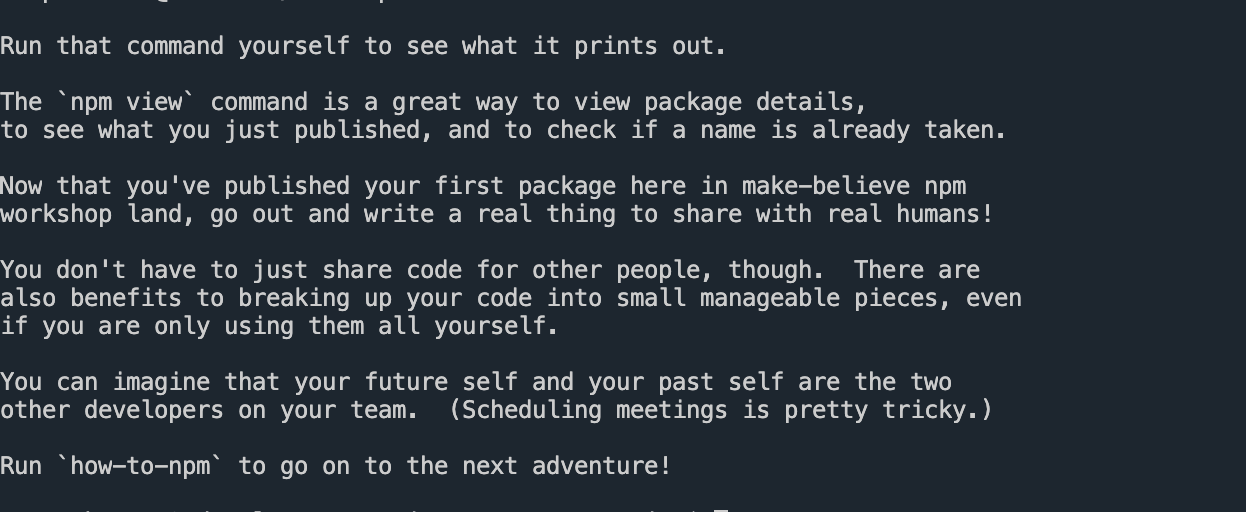 Run that command yourself to see what it prints out.
The `npm view` command is a great way to view package details,
to see what you just published, and to check if a name is already taken.
Now that you've published your first package here in make-believe npm
workshop land, go out and write a real thing to share with real humans!
You don't have to just share code for other people, though.  There are
also benefits to breaking up your code into small manageable pieces, even
if you are only using them all yourself.
You can imagine that your future self and your past self are the two
other developers on your team.  (Scheduling meetings is pretty tricky.)
Run `how-to-npm` to go on to the next adventure!